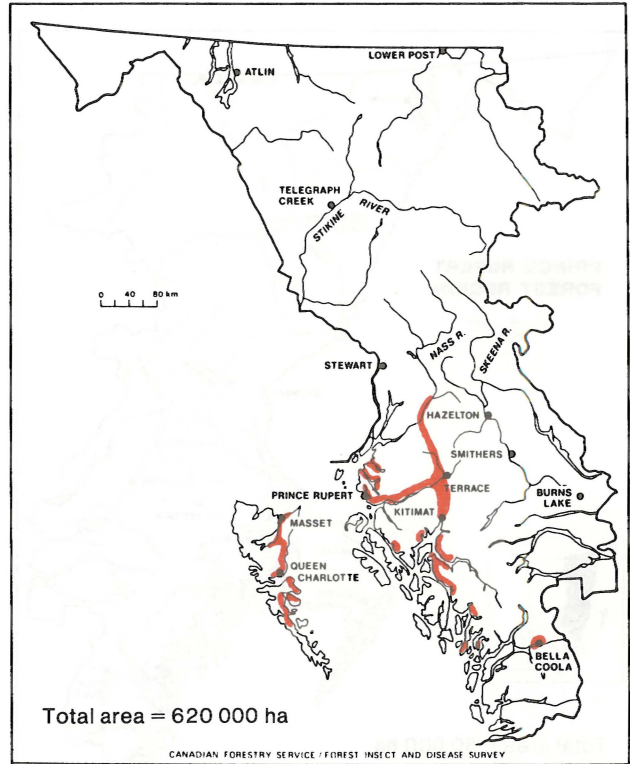 LOWER POST
ATLIN
TELEGRAPH
CREEK
STIKINE RIVER
0 40 80 km
NASS R.
SKEENA R.
STEWART
HAZELTON
SMITHERS
PRINCE RUPERT
TERRACE
BURNS
LAKE
KITIMAT
MASSET
QUEEN
CHARLOTTE
BELLA
COOLA
Total area = 620 000 ha
CANADIAN FORESTRY SERVICE / FOREST INSECT AND DISEASE SURVEY